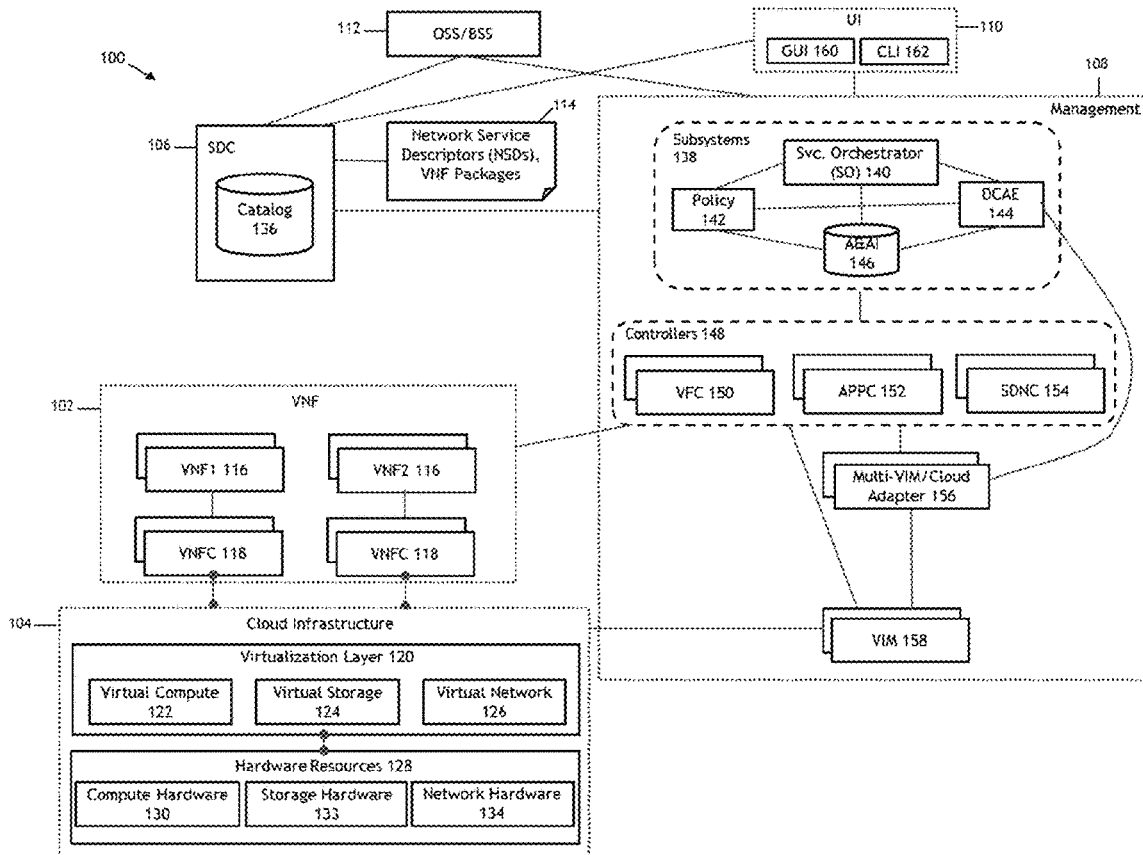 112
OSS/BSS
UI
110
GUI 160
CLI 162
100
108
Management
114
106
SDC
Network Service
Descriptors (NSDs),
VNF Packages
Catalog
136
Subsystems
138
Svc. Orchestrator
(SO) 140
Policy
142
DCAE
144
AEAI
146
Controllers 148
VFC 150
APPC 152
SDNC 154
102
VNF
VNF1 116
VNF2 116
Multi-VIM/Cloud
Adapter 156
VNFC 118
VNFC 118
104
Cloud Infrastructure
VIM 158
Virtualization Layer 120
Virtual Compute
122
Virtual Storage
124
Virtual Network
126
Hardware Resources 128
Compute Hardware
130
Storage Hardware
133
Network Hardware
134